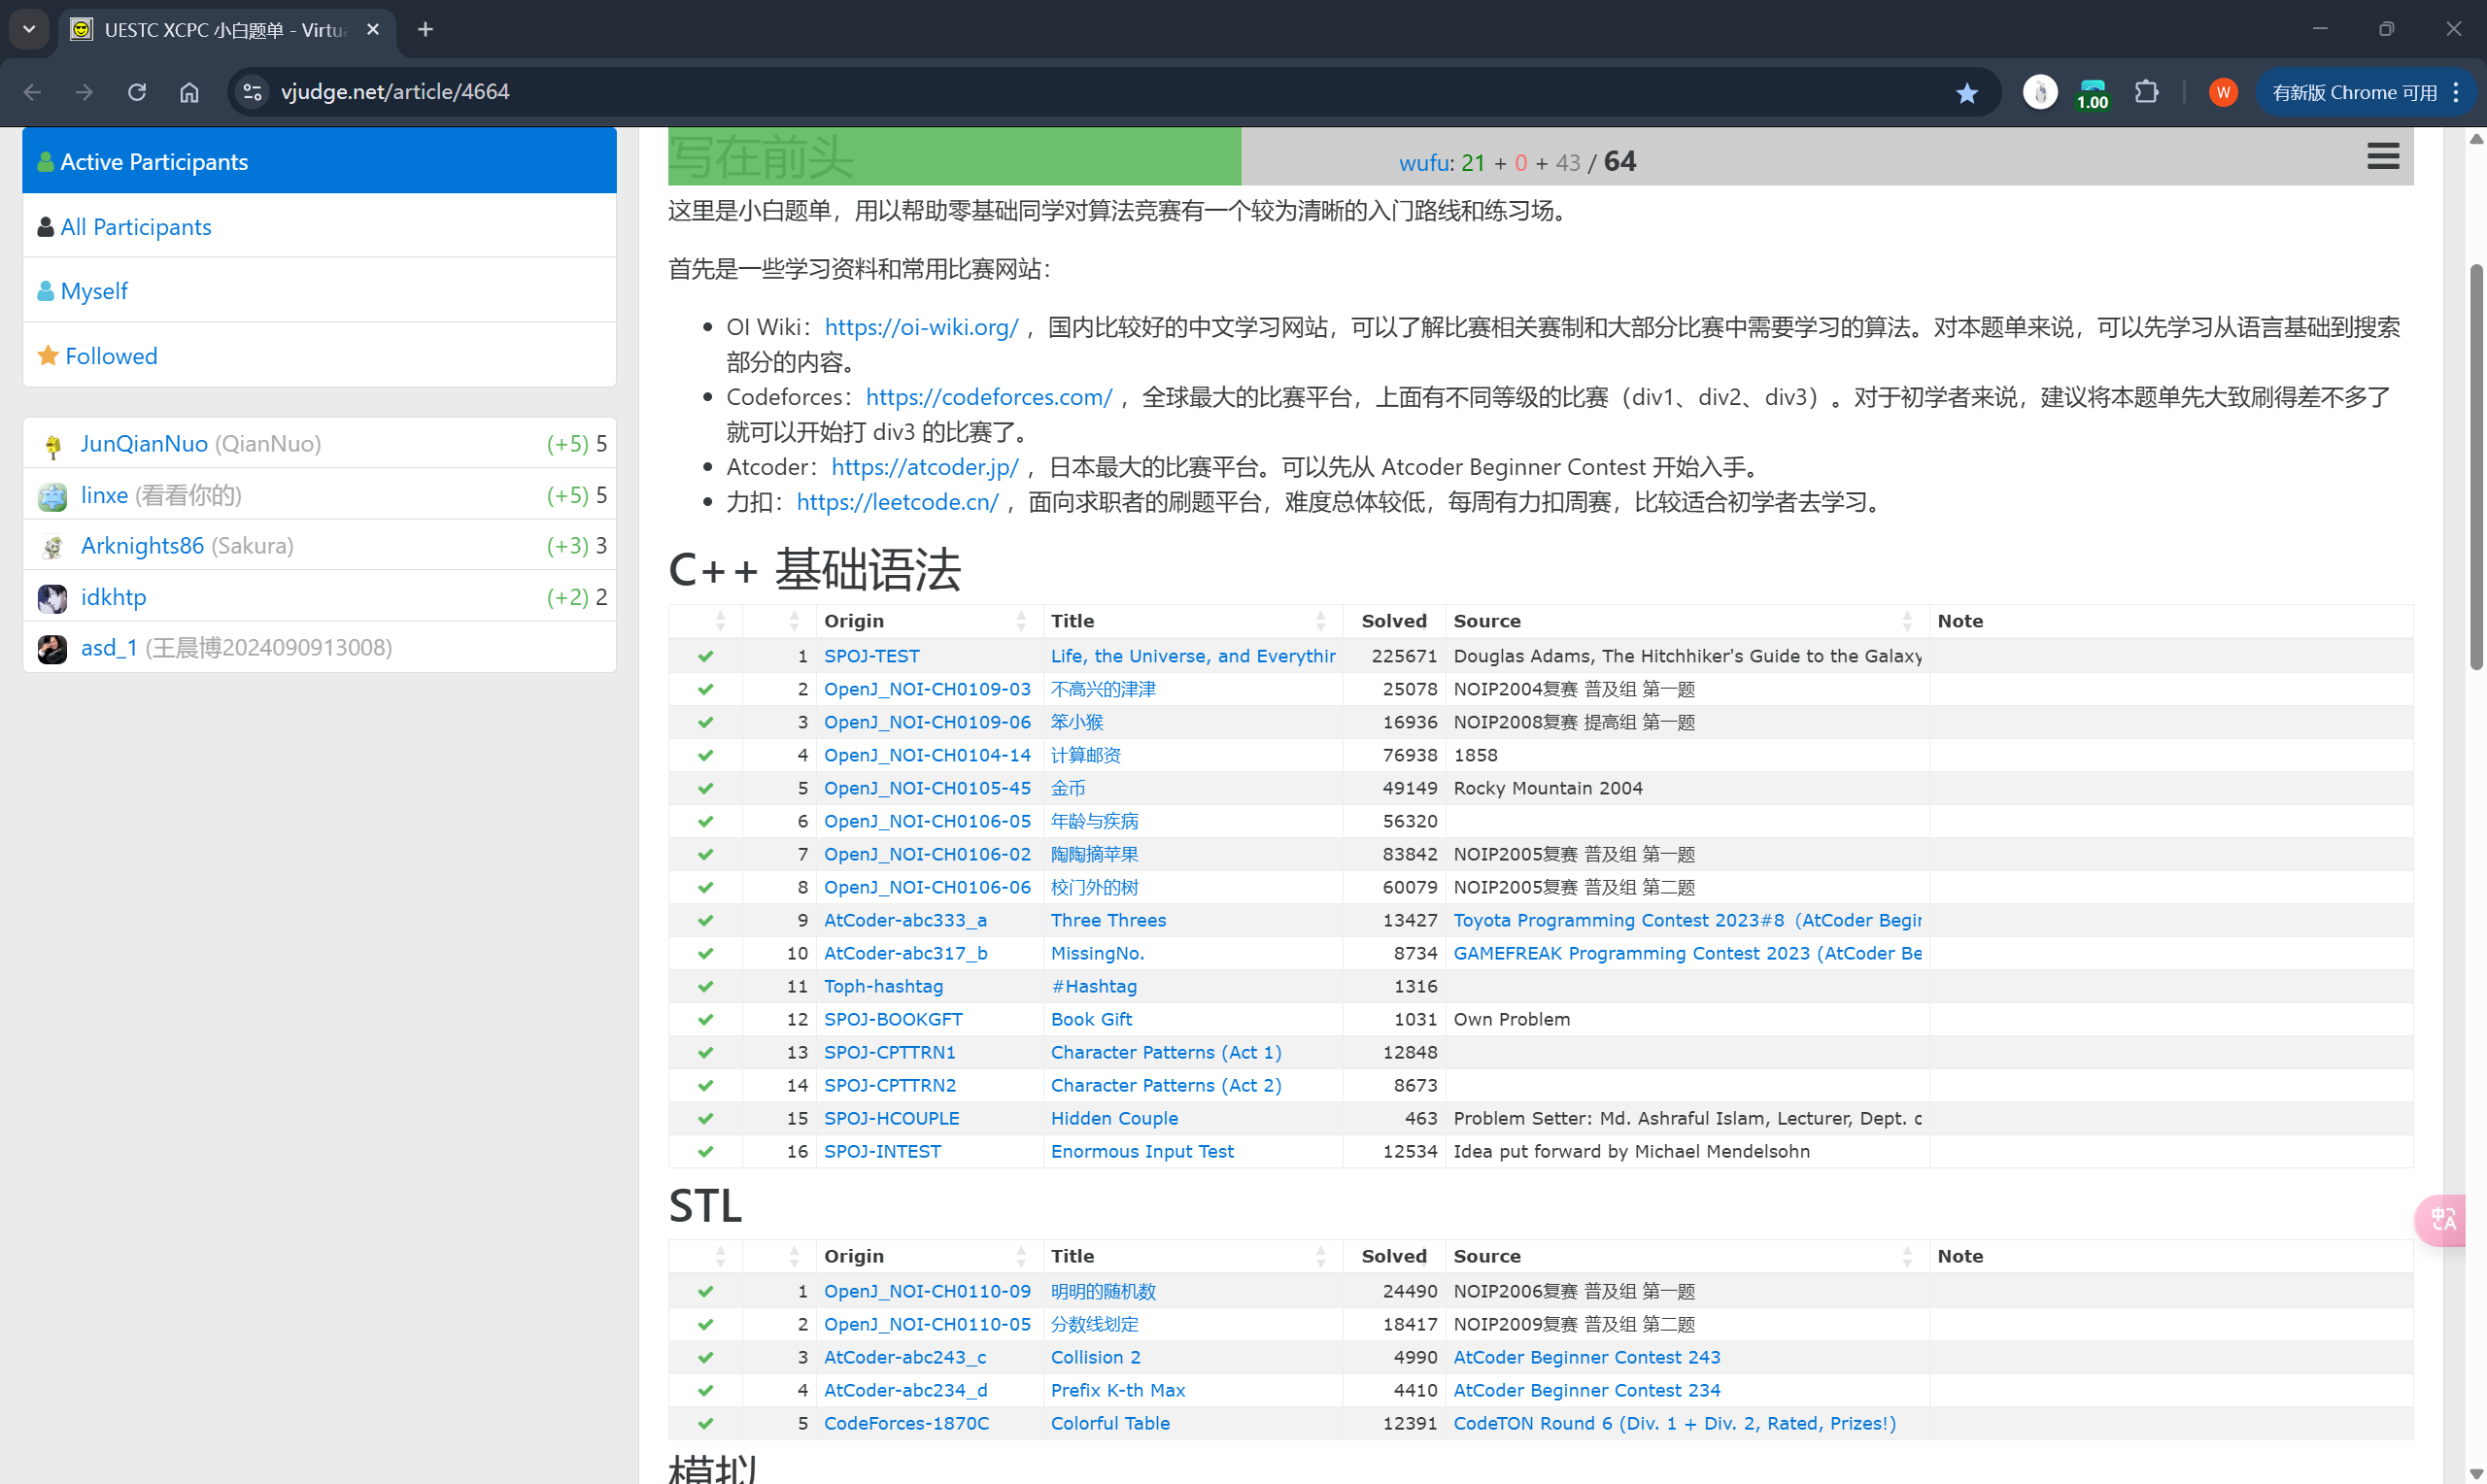 UESTC XCPC 小白题单 - Virtua
vjudge.net/article/4664
1.00
W
有新版 Chrome 可用
Active Participants
All Participants
Myself
Followed
JunQianNuo (QianNuo) (+5) 5
linxe (看看你的) (+5) 5
Arknights86 (Sakura) (+3) 3
idkhtp (+2) 2
asd_1 (王晨博2024090913008)
写在前头
wufu: 21 + 0 + 43 / 64
这里是小白题单，用以帮助零基础同学对算法竞赛有一个较为清晰的入门路线和练习场。
首先是一些学习资料和常用比赛网站：
OI Wiki：https://oi-wiki.org/ ，国内比较好的中文学习网站，可以了解比赛相关赛制和大部分比赛中需要学习的算法。对本题单来说，可以先学习从语言基础到搜索
部分的内容。
Codeforces：https://codeforces.com/ ，全球最大的比赛平台，上面有不同等级的比赛（div1、div2、div3）。对于初学者来说，建议将本题单先大致刷得差不多了
就可以开始打 div3 的比赛了。
Atcoder：https://atcoder.jp/ ，日本最大的比赛平台。可以先从 Atcoder Beginner Contest 开始入手。
力扣：https://leetcode.cn/ ，面向求职者的刷题平台，难度总体较低，每周有力扣周赛，比较适合初学者去学习。
C++ 基础语法
Origin Title Solved Source Note
1 SPOJ-TEST Life, the Universe, and Everythir 225671 Douglas Adams, The Hitchhiker's Guide to the Galaxy
2 OpenJ_NOI-CH0109-03 不高兴的津津 25078 NOIP2004复赛 普及组 第一题
3 OpenJ_NOI-CH0109-06 笨小猴 16936 NOIP2008复赛 提高组 第一题
4 OpenJ_NOI-CH0104-14 计算邮资 76938 1858
5 OpenJ_NOI-CH0105-45 金币 49149 Rocky Mountain 2004
6 OpenJ_NOI-CH0106-05 年龄与疾病 56320
7 OpenJ_NOI-CH0106-02 陶陶摘苹果 83842 NOIP2005复赛 普及组 第一题
8 OpenJ_NOI-CH0106-06 校门外的树 60079 NOIP2005复赛 普及组 第二题
9 AtCoder-abc333_a Three Threes 13427 Toyota Programming Contest 2023#8（AtCoder Begir
10 AtCoder-abc317_b MissingNo. 8734 GAMEFREAK Programming Contest 2023 (AtCoder Be
11 Toph-hashtag #Hashtag 1316
12 SPOJ-BOOKGFT Book Gift 1031 Own Problem
13 SPOJ-CPTTRN1 Character Patterns (Act 1) 12848
14 SPOJ-CPTTRN2 Character Patterns (Act 2) 8673
15 SPOJ-HCOUPLE Hidden Couple 463 Problem Setter: Md. Ashraful Islam, Lecturer, Dept. c
16 SPOJ-INTEST Enormous Input Test 12534 Idea put forward by Michael Mendelsohn
STL
Origin Title Solved Source Note
1 OpenJ_NOI-CH0110-09 明明的随机数 24490 NOIP2006复赛 普及组 第一题
2 OpenJ_NOI-CH0110-05 分数线划定 18417 NOIP2009复赛 普及组 第二题
3 AtCoder-abc243_c Collision 2 4990 AtCoder Beginner Contest 243
4 AtCoder-abc234_d Prefix K-th Max 4410 AtCoder Beginner Contest 234
5 CodeForces-1870C Colorful Table 12391 CodeTON Round 6 (Div. 1 + Div. 2, Rated, Prizes!)
模拟